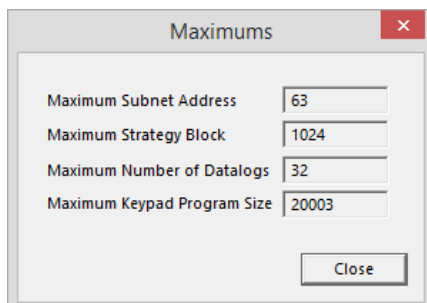 Maximums
Maximum Subnet Address 63
Maximum Strategy Block 1024
Maximum Number of Datalogs 32
Maximum Keypad Program Size 20003
Close